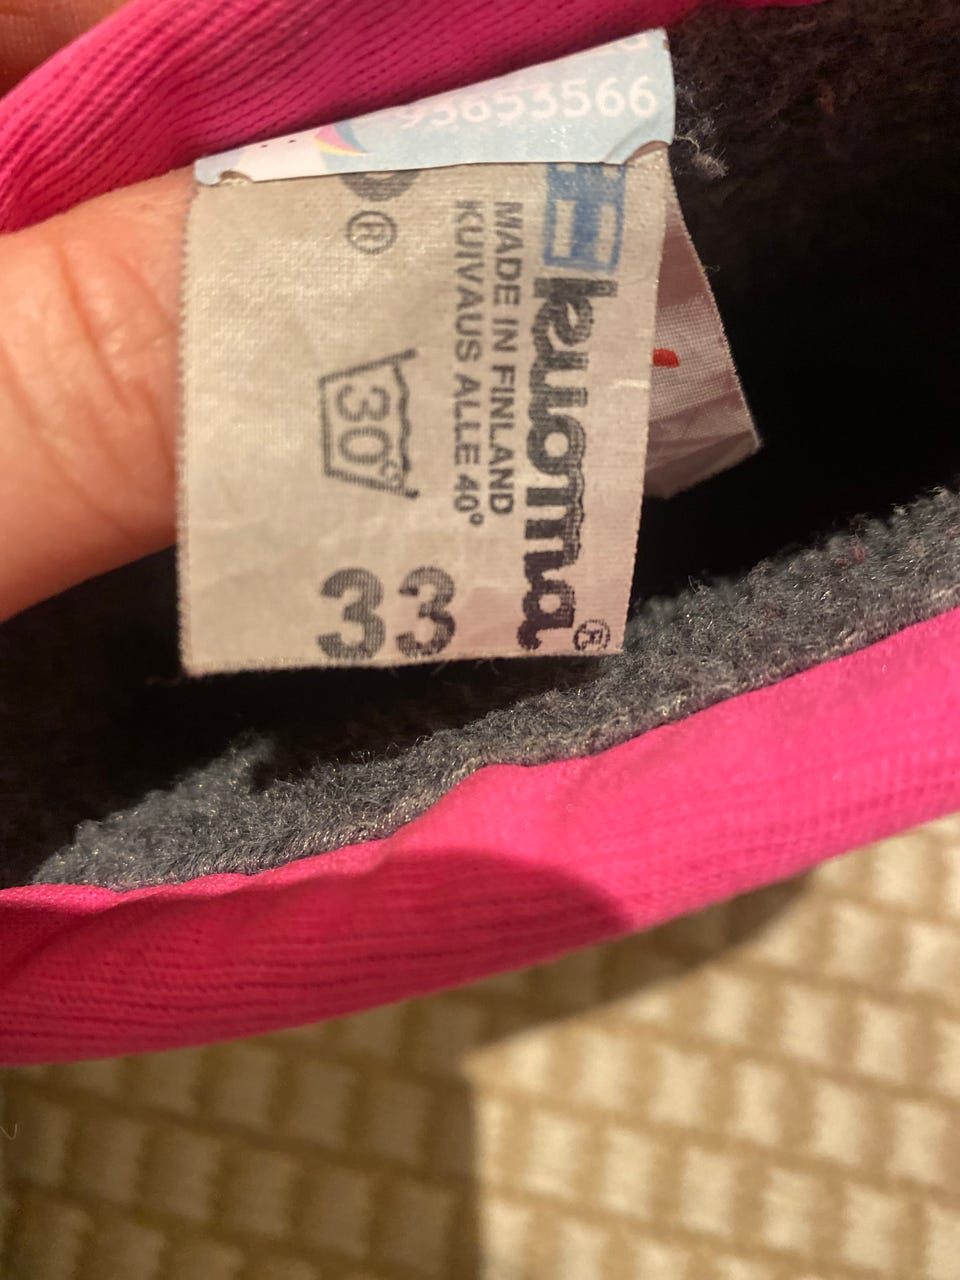 93653566
kuoma®
MADE IN FINLAND
KUIVAUS ALLE 40°
®
30°
33